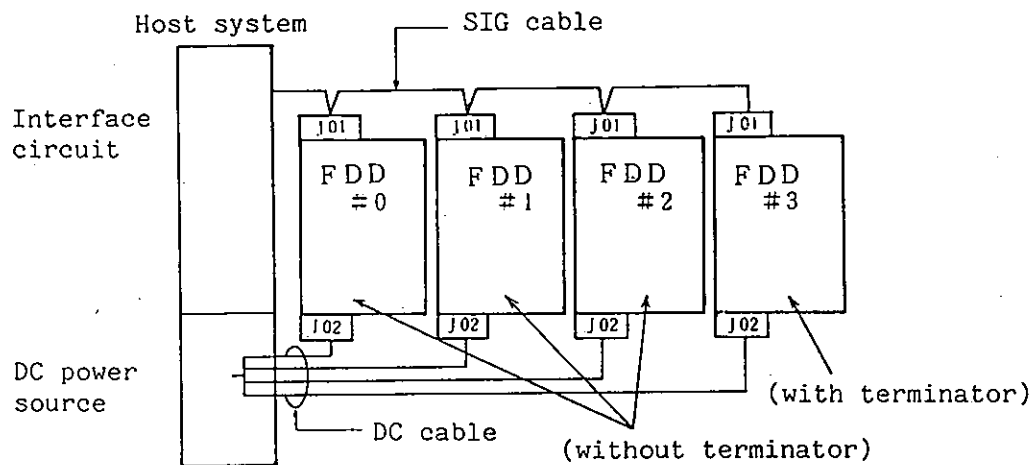 Host system
SIG cable
Interface
circuit
J01
J01
J01
J01
FDD
#0
FDD
#1
FDD
#2
FDD
#3
J02
J02
J02
J02
DC power
source
DC cable
(without terminator)
(with terminator)